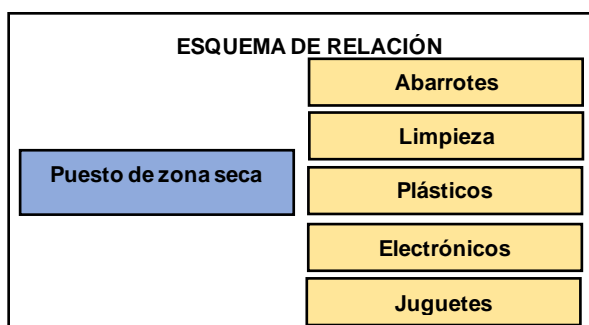 ESQUEMA DE RELACIÓN
Abarrotes
Limpieza
Puesto de zona seca
Plásticos
Electrónicos
Juguetes